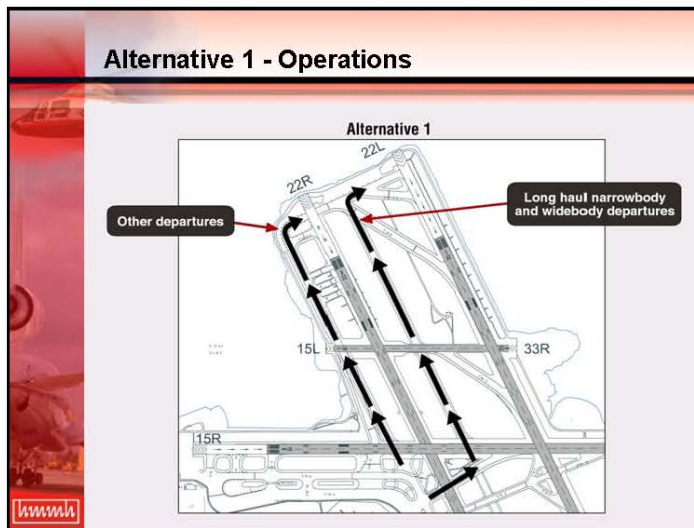 Alternative 1 - Operations
Alternative 1
22L
22R
Other departures
Long haul narrowbody
and widebody departures
15L
33R
15R
hmmh